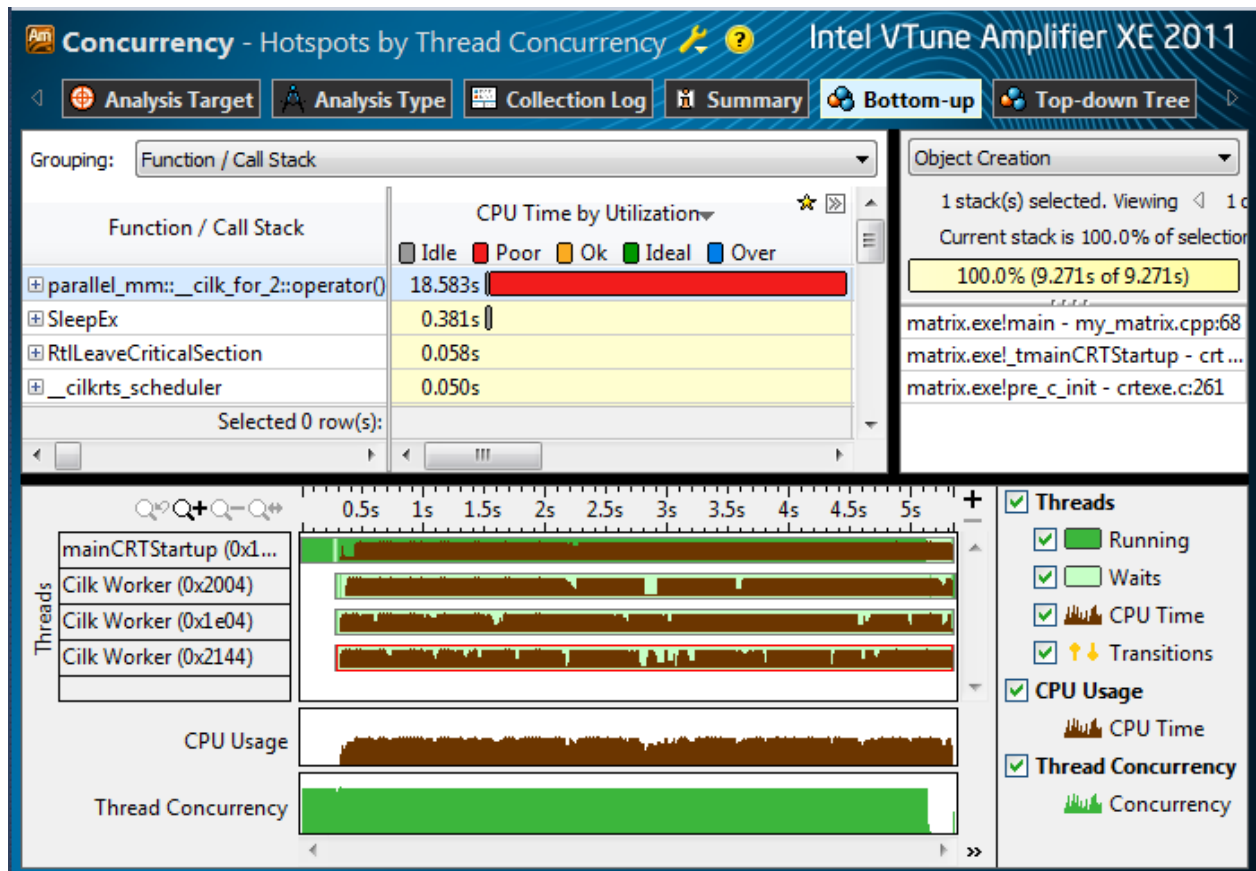 Am Concurrency - Hotspots by Thread Concurrency ? Intel VTune Amplifier XE 2011
Analysis Target Analysis Type Collection Log Summary Bottom-up Top-down Tree
Grouping: Function / Call Stack
Function / Call Stack
CPU Time by Utilization
Idle Poor Ok Ideal Over
parallel_mm::__cilk_for_2::operator() 18.583s
SleepEx 0.381s
RtlLeaveCriticalSection 0.058s
__cilkrts_scheduler 0.050s
Selected 0 row(s):
Object Creation
1 stack(s) selected. Viewing 1
Current stack is 100.0% of selection
100.0% (9.271s of 9.271s)
matrix.exe!main - my_matrix.cpp:68
matrix.exe!_tmainCRTStartup - crt ...
matrix.exe!pre_c_init - crtexe.c:261
0.5s 1s 1.5s 2s 2.5s 3s 3.5s 4s 4.5s 5s
Threads
mainCRTStartup (0x1...
Cilk Worker (0x2004)
Cilk Worker (0x1e04)
Cilk Worker (0x2144)
CPU Usage
Thread Concurrency
Threads
Running
Waits
CPU Time
Transitions
CPU Usage
CPU Time
Thread Concurrency
Concurrency